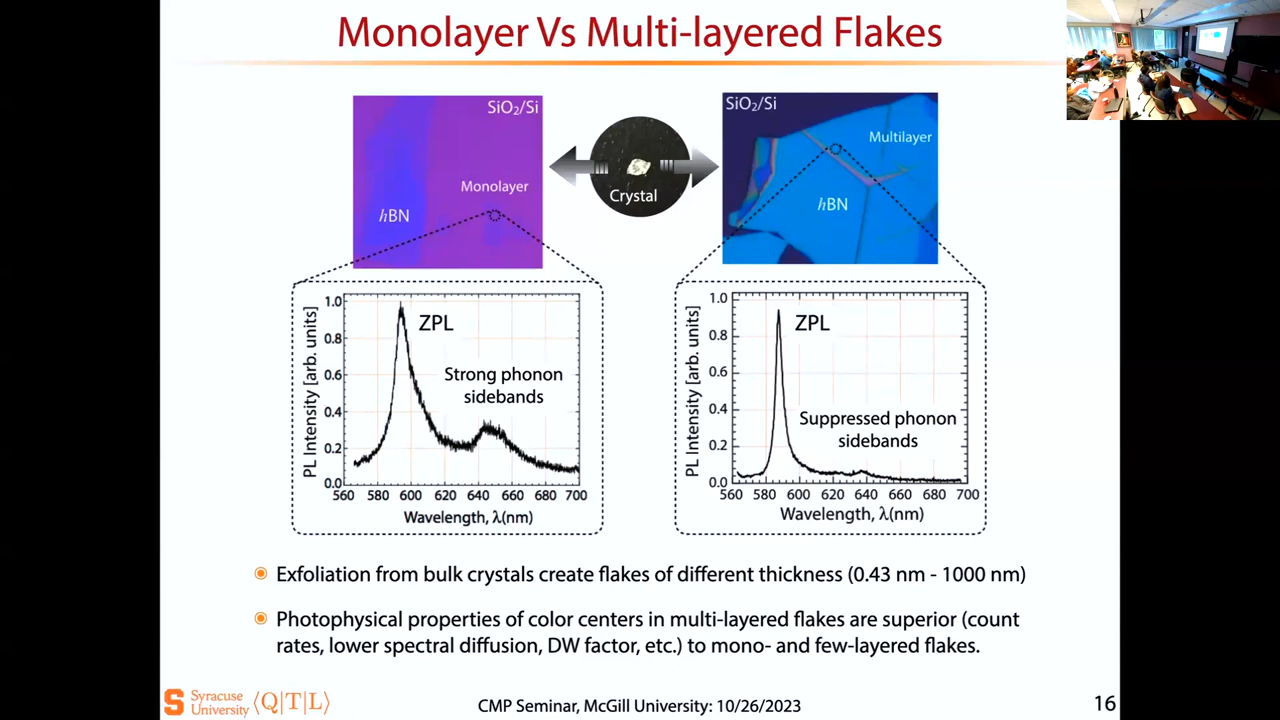 Monolayer Vs Multi-layered Flakes
SiO₂/Si
Monolayer
hBN
Crystal
SiO₂/Si
Multilayer
hBN
PL Intensity [arb. units]
1.0
0.8
0.6
0.4
0.2
0.0
ZPL
Strong phonon
sidebands
560 580 600 620 640 660 680 700
Wavelength, λ(nm)
PL Intensity [arb. units]
1.0
0.8
0.6
0.4
0.2
0.0
ZPL
Suppressed phonon
sidebands
560 580 600 620 640 660 680 700
Wavelength, λ(nm)
Exfoliation from bulk crystals create flakes of different thickness (0.43 nm - 1000 nm)
Photophysical properties of color centers in multi-layered flakes are superior (count
rates, lower spectral diffusion, DW factor, etc.) to mono- and few-layered flakes.
S Syracuse
University
⟨Q|T|L⟩
CMP Seminar, McGill University: 10/26/2023
16